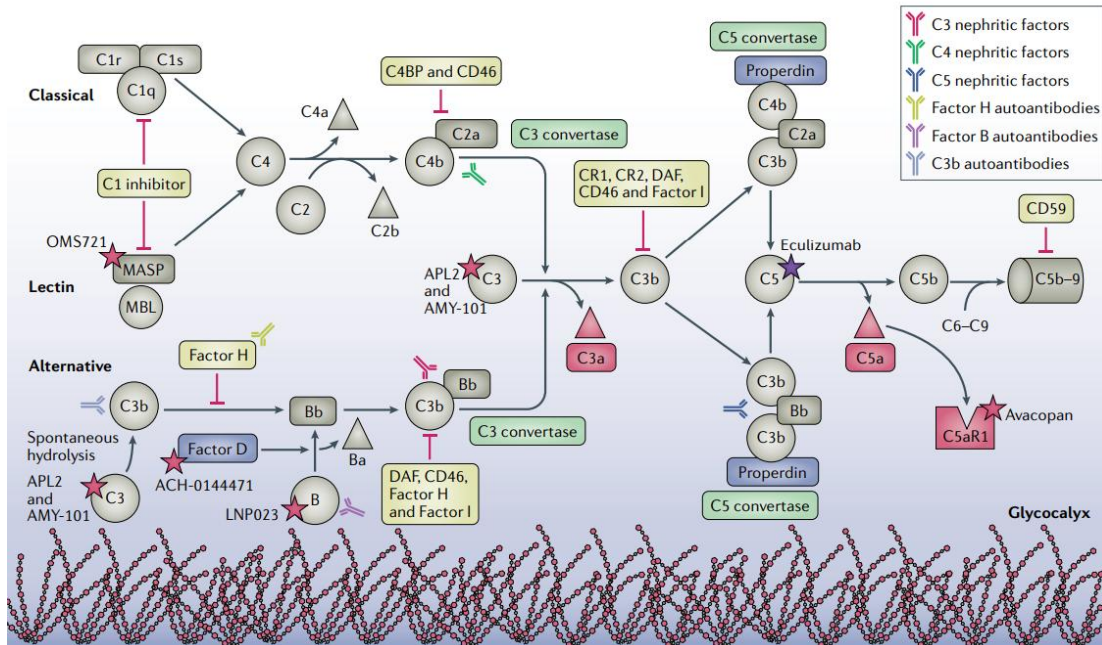 C3 nephritic factors
C4 nephritic factors
C5 nephritic factors
Factor H autoantibodies
Factor B autoantibodies
C3b autoantibodies
Classical
C1r
C1s
C1q
C1 inhibitor
OMS721
MASP
MBL
Lectin
C4
C4a
C2
C2b
C4BP and CD46
C2a
C4b
C3 convertase
APL2
and
AMY-101
C3
C3a
CR1, CR2, DAF,
CD46 and Factor I
C3b
C5 convertase
Properdin
C4b
C2a
C3b
Eculizumab
C5
C5b
C6–C9
CD59
C5b–9
C5a
C5aR1
Avacopan
Alternative
Factor H
C3b
Spontaneous
hydrolysis
APL2
and
AMY-101
C3
Factor D
ACH-0144471
Bb
Ba
B
LNP023
Bb
C3b
C3 convertase
DAF, CD46,
Factor H
and Factor I
C3b
Bb
C3b
Properdin
C5 convertase
Glycocalyx